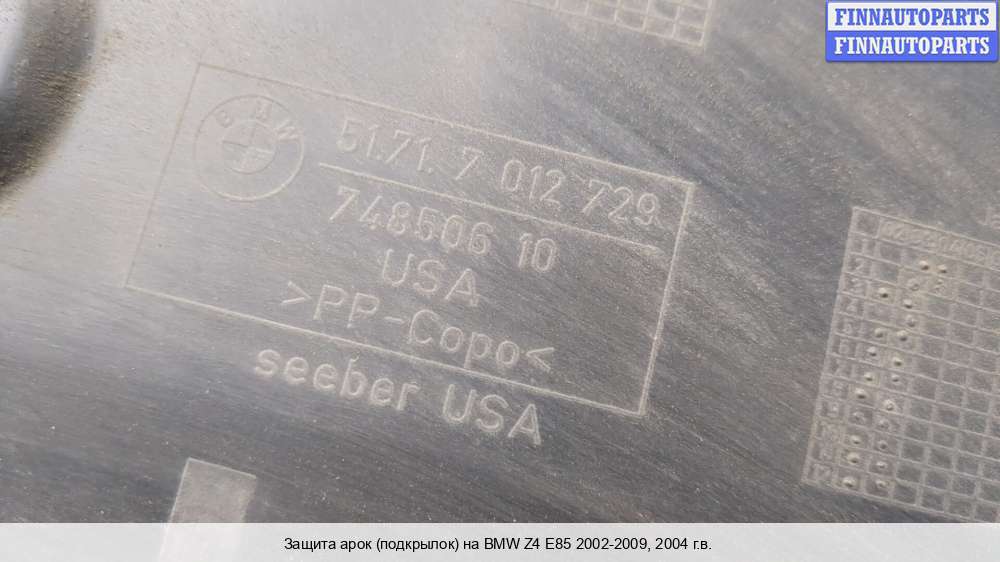 FINNAUTOPARTS
FINNAUTOPARTS
BMW
51.71. 7 012 729
748506 10
USA
>PP-Copo<
seeber USA
Защита арок (подкрылок) на BMW Z4 E85 2002-2009, 2004 г.в.